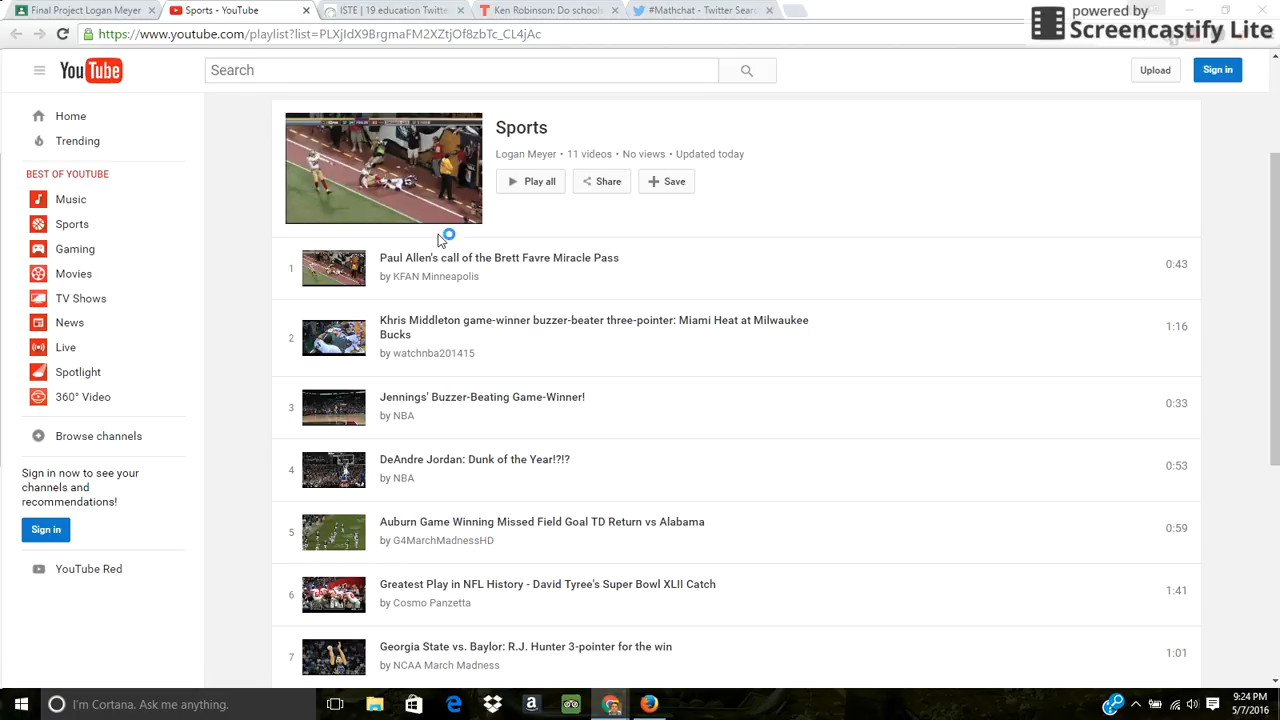 Final Project Logan Meyer
Sports - YouTube
ISTE | 19 education Twitte
Ken Robinson: Do schools
#Mathchat - Twitter Sear
powered by
Screencastify Lite
YouTube
Search
Upload
Sign in
Home
Trending
BEST OF YOUTUBE
Music
Sports
Gaming
Movies
TV Shows
News
Live
Spotlight
360° Video
Browse channels
Sign in now to see your
channels and
recommendations!
Sign in
YouTube Red
Sports
Logan Meyer • 11 videos • No views • Updated today
Play all
Share
Save
1
Paul Allen's call of the Brett Favre Miracle Pass
by KFAN Minneapolis
0:43
2
Khris Middleton game-winner buzzer-beater three-pointer: Miami Heat at Milwaukee
Bucks
by watchnba201415
1:16
3
Jennings' Buzzer-Beating Game-Winner!
by NBA
0:33
4
DeAndre Jordan: Dunk of the Year!?!?
by NBA
0:53
5
Auburn Game Winning Missed Field Goal TD Return vs Alabama
by G4MarchMadnessHD
0:59
6
Greatest Play in NFL History - David Tyree's Super Bowl XLII Catch
by Cosmo Panzetta
1:41
7
Georgia State vs. Baylor: R.J. Hunter 3-pointer for the win
by NCAA March Madness
1:01
I'm Cortana. Ask me anything.
9:24 PM
5/7/2016